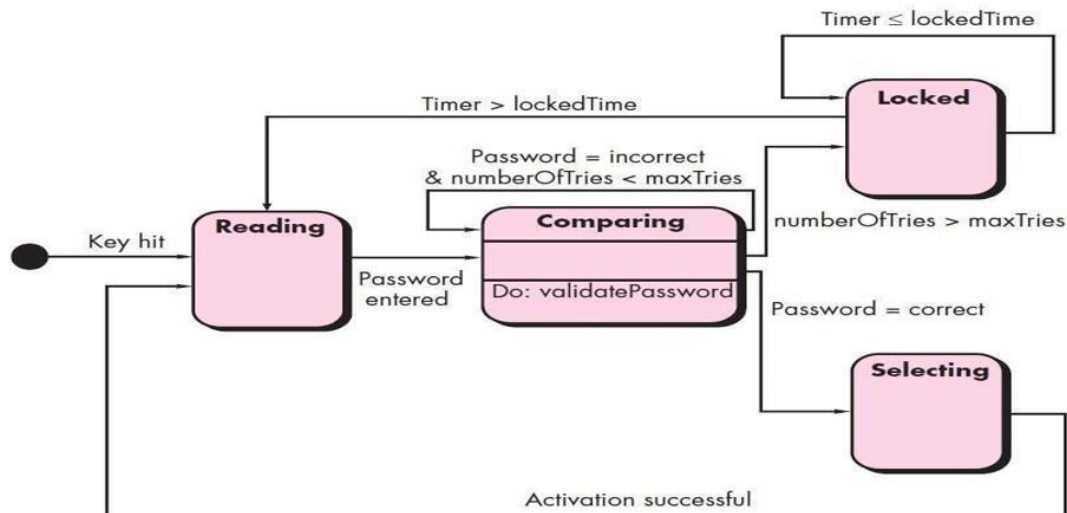 Timer ≤ lockedTime
Locked
Timer > lockedTime
Password = incorrect
& numberOfTries < maxTries
Reading
Comparing
numberOfTries > maxTries
Key hit
Password
entered
Do: validatePassword
Password = correct
Selecting
Activation successful